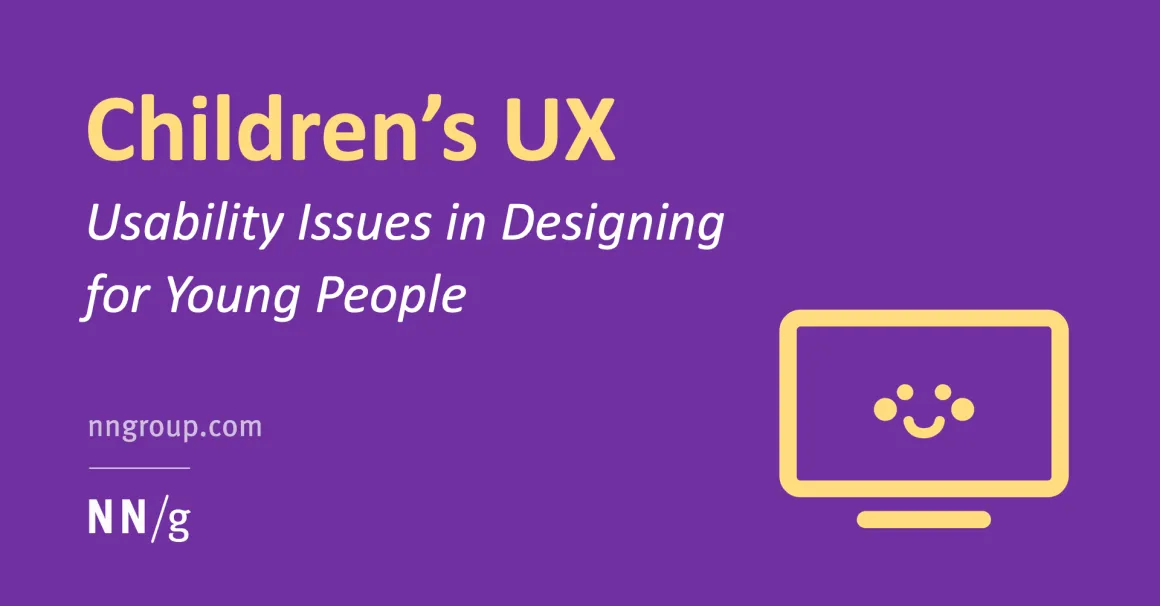 Children’s UX
Usability Issues in Designing
for Young People
nngroup.com
NN/g